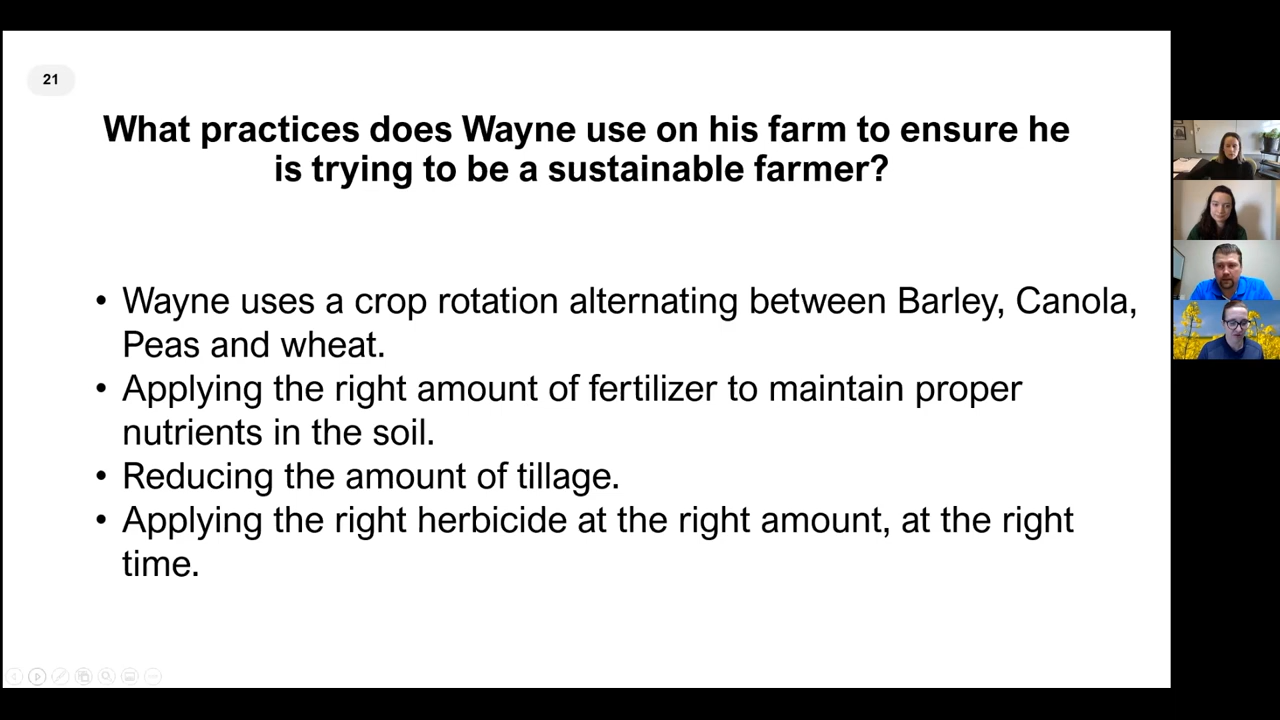 21
What practices does Wayne use on his farm to ensure he
is trying to be a sustainable farmer?
• Wayne uses a crop rotation alternating between Barley, Canola,
Peas and wheat.
• Applying the right amount of fertilizer to maintain proper
nutrients in the soil.
• Reducing the amount of tillage.
• Applying the right herbicide at the right amount, at the right
time.